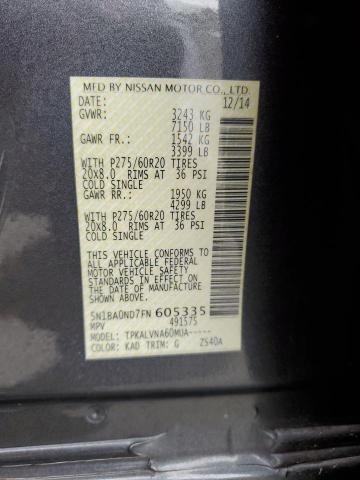 MFD BY NISSAN MOTOR CO., LTD.
DATE: 12/14
GVWR: 3243 KG
7150 LB
GAWR FR.: 1542 KG
3399 LB
WITH P275/60R20 TIRES
20X8.0 RIMS AT 36 PSI
COLD SINGLE
GAWR RR.: 1950 KG
4299 LB
WITH P275/60R20 TIRES
20X8.0 RIMS AT 36 PSI
COLD SINGLE
THIS VEHICLE CONFORMS TO ALL
APPLICABLE U.S. FEDERAL
MOTOR VEHICLE SAFETY
STANDARDS IN EFFECT ON THE
DATE OF MANUFACTURE
SHOWN ABOVE.
5N1BA0ND7FN 605335
MPV 491575
MODEL: TPKALVNA60MUA-----
COLOR: KAD TRIM: G ZS40A